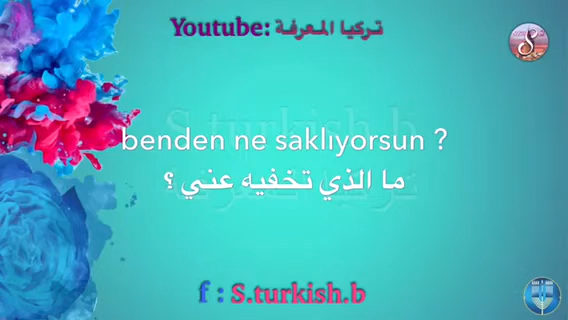 Youtube: تركيا المعرفة
benden ne saklıyorsun ?
ما الذي تخفيه عني ؟
f : S.turkish.b